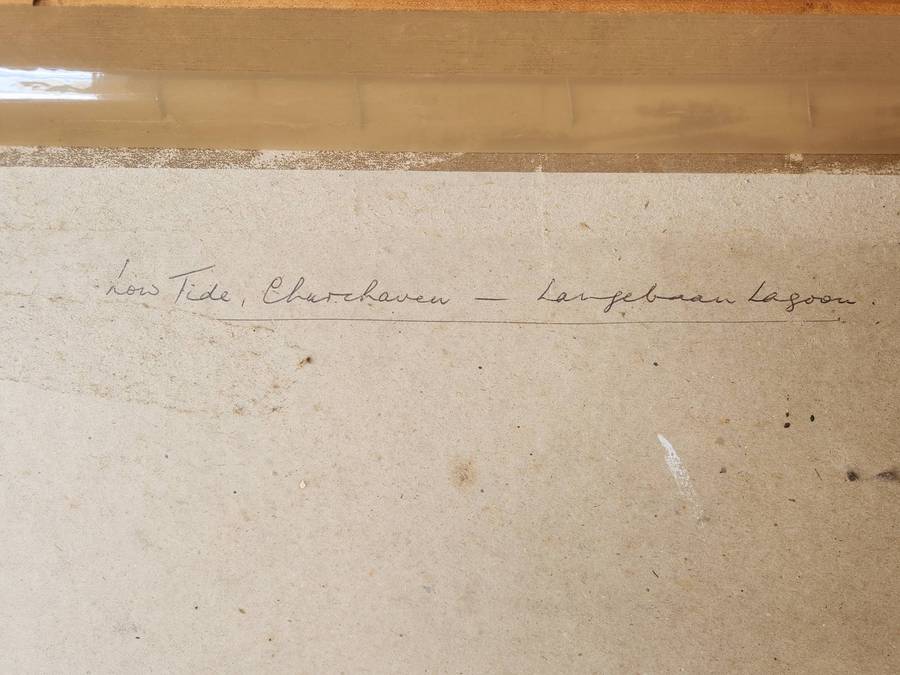 Low Tide, Churchaven — Langebaan Lagoon.